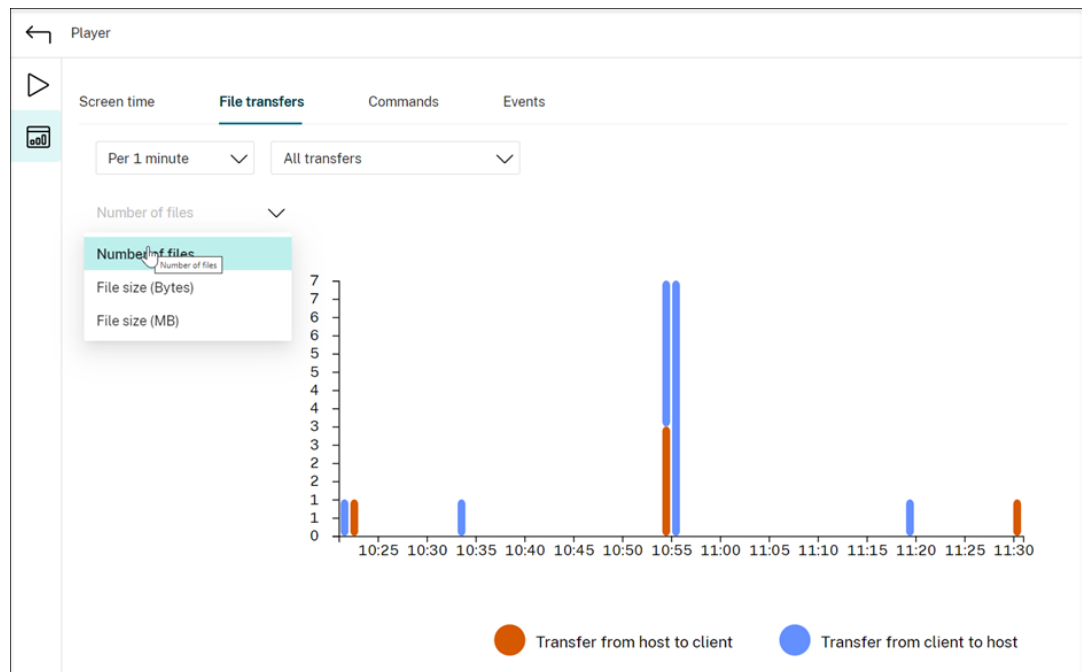 Player
Screen time File transfers Commands Events
Per 1 minute All transfers
Number of files
Number of files
Number of files
File size (Bytes)
File size (MB)
7
7
6
6
5
5
4
4
3
3
2
2
1
1
0
10:25 10:30 10:35 10:40 10:45 10:50 10:55 11:00 11:05 11:10 11:15 11:20 11:25 11:30
Transfer from host to client Transfer from client to host